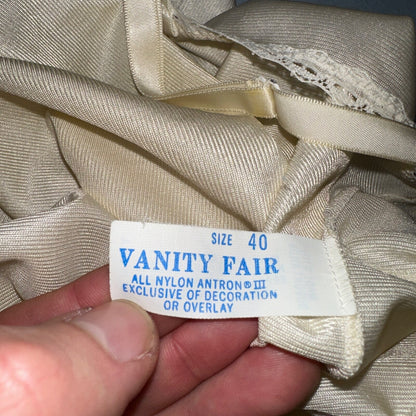 SIZE 40
VANITY FAIR
ALL NYLON ANTRON® III
EXCLUSIVE OF DECORATION
OR OVERLAY